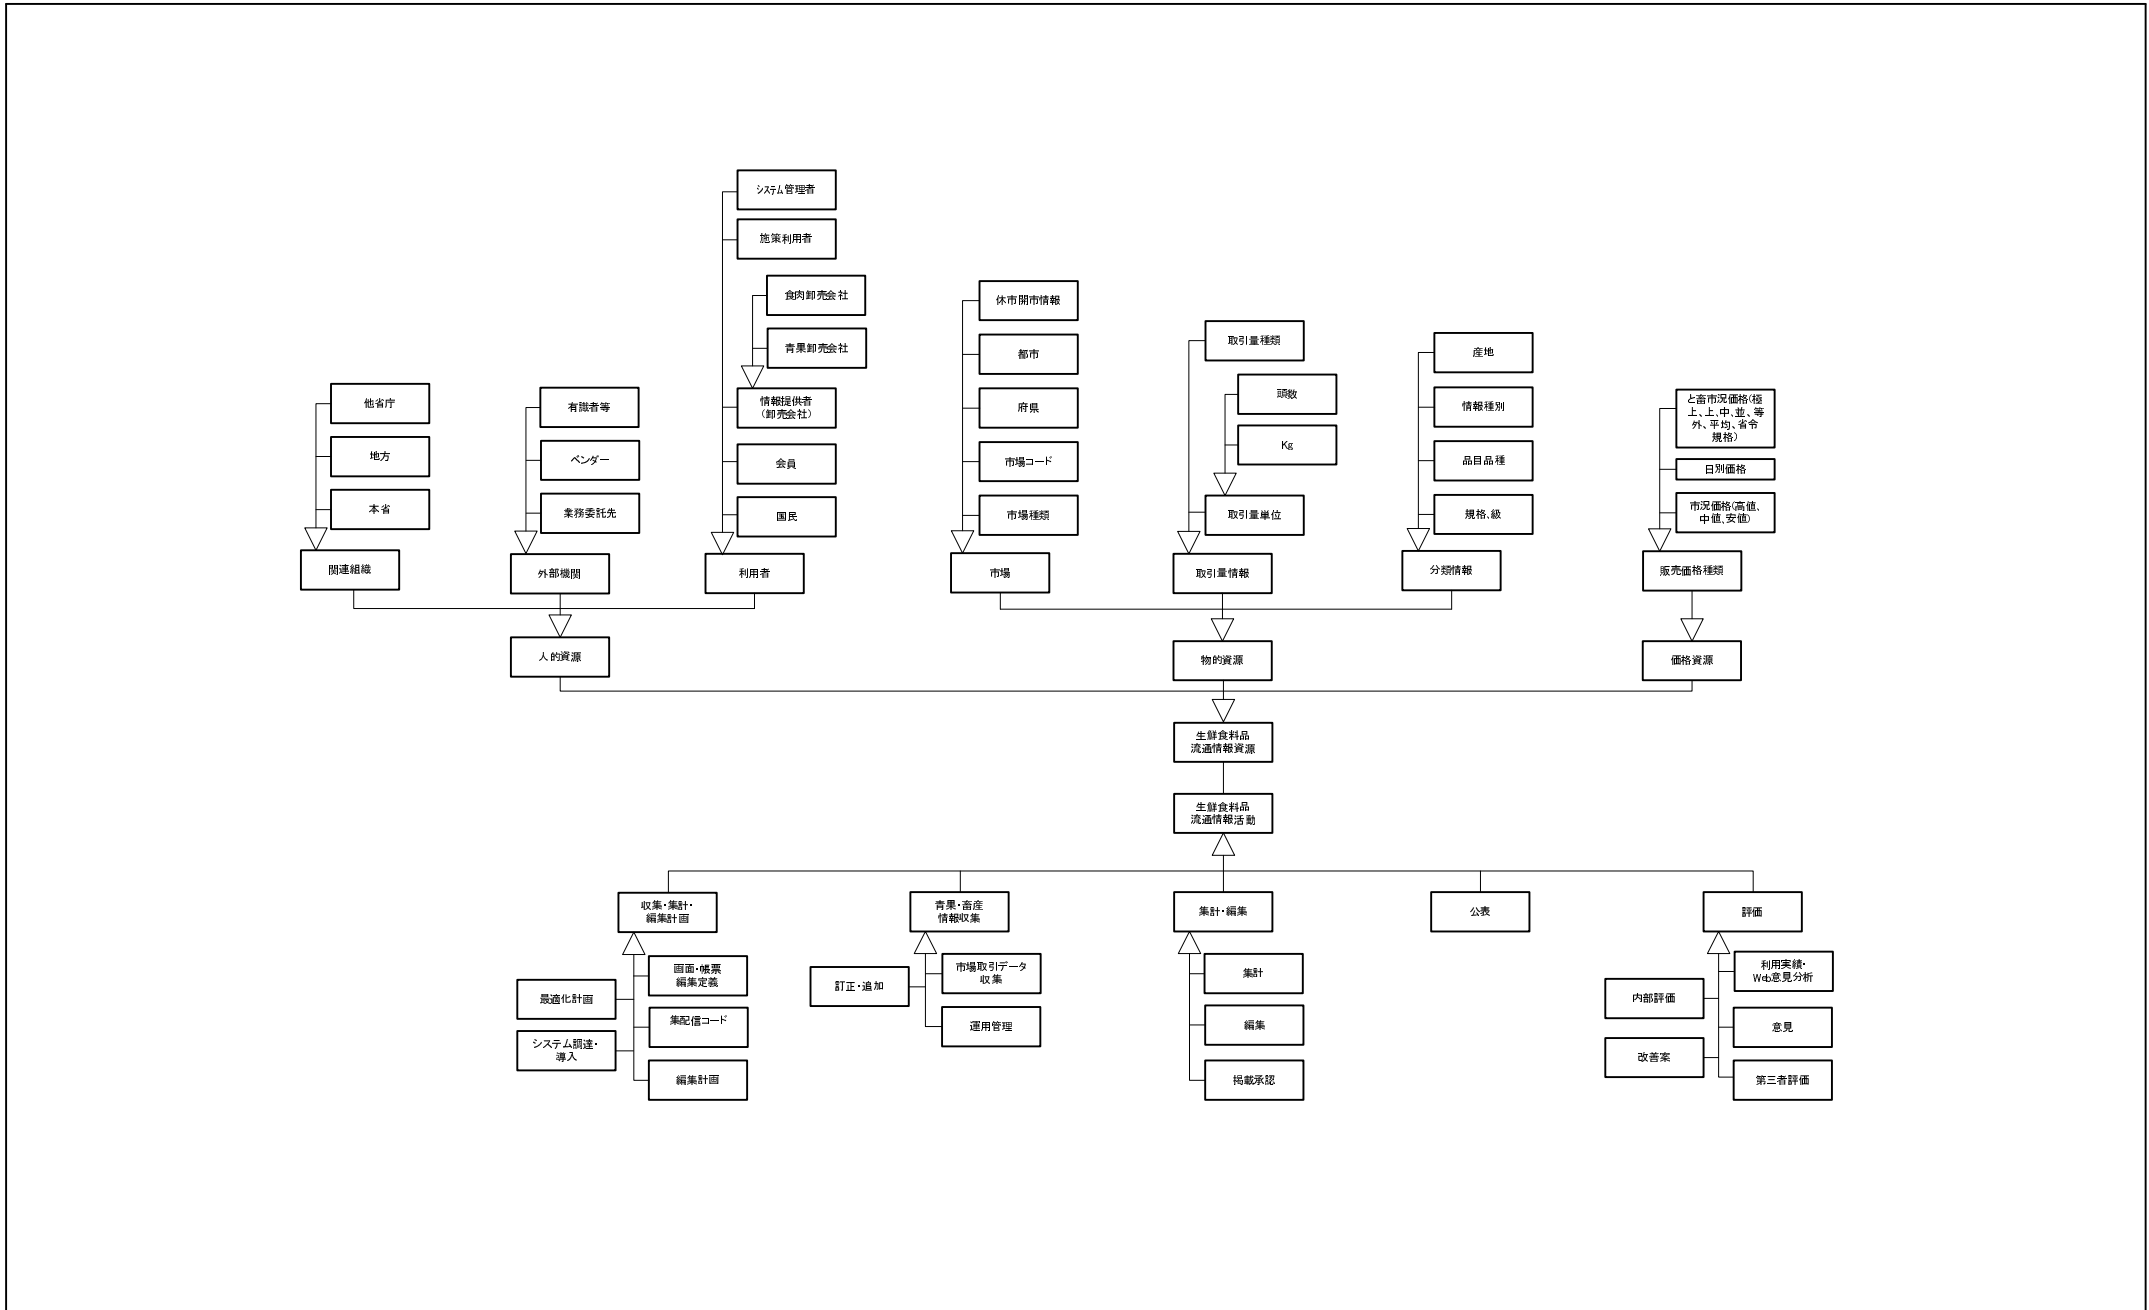 システム管理者
施策利用者
食肉卸売会社
青果卸売会社
情報提供者
（卸売会社）
会員
国民
利用者
他省庁
地方
本省
関連組織
有識者等
ベンダー
業務委託先
外部機関
休市開市情報
都市
府県
市場コード
市場種類
市場
取引量種類
頭数
Kg
取引量単位
取引量情報
産地
情報種別
品目品種
規格、級
分類情報
と畜市況価格（極
上、上、中、並、等
外、平均、省令
規格）
日別価格
市況価格（高値、
中値、安値）
販売価格種類
人的資源
物的資源
価格資源
生鮮食料品
流通情報資源
生鮮食料品
流通情報活動
収集・集計・
編集計画
最適化計画
システム調達・
導入
画面・帳票
編集定義
集配信コード
編集計画
青果・畜産
情報収集
訂正・追加
市場取引データ
収集
運用管理
集計・編集
集計
編集
掲載承認
公表
評価
内部評価
改善案
利用実績・
Web意見分析
意見
第三者評価